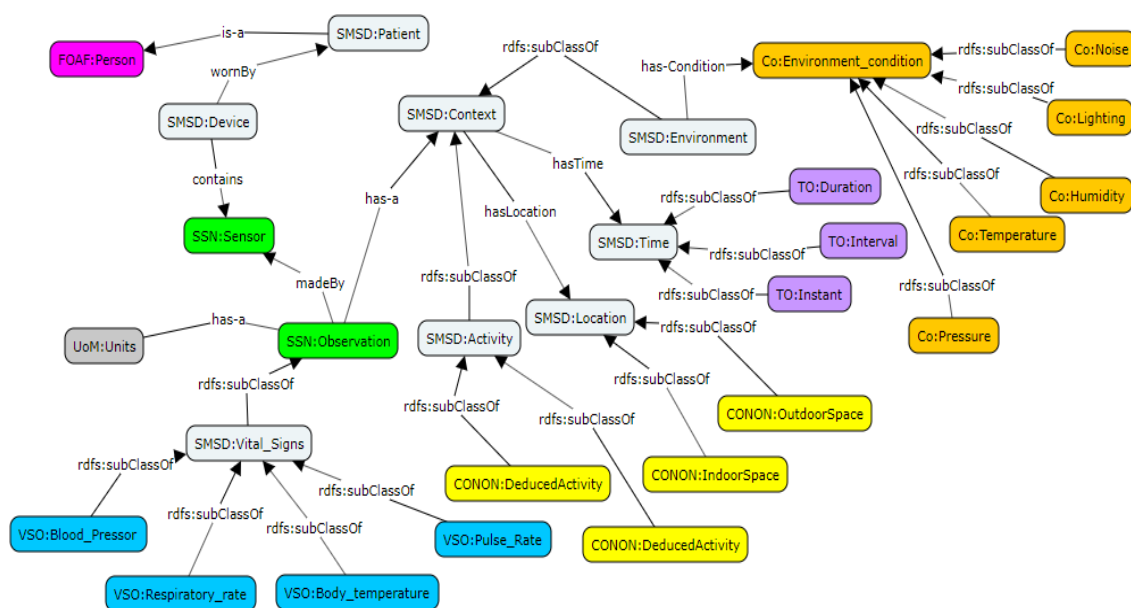 is-a
SMSD:Patient
rdfs:subClassOf
Co:Noise
rdfs:subClassOf
FOAF:Person
has-Condition
Co:Environment_condition
wornBy
rdfs:subClassOf
SMSD:Device
SMSD:Context
SMSD:Environment
Co:Lighting
rdfs:subClassOf
hasTime
contains
has-a
rdfs:subClassOf
TO:Duration
Co:Humidity
rdfs:subClassOf
hasLocation
SSN:Sensor
SMSD:Time
rdfs:subClassOf
TO:Interval
Co:Temperature
rdfs:subClassOf
madeBy
rdfs:subClassOf
TO:Instant
rdfs:subClassOf
has-a
SMSD:Location
rdfs:subClassOf
UoM:Units
SSN:Observation
SMSD:Activity
Co:Pressure
rdfs:subClassOf
rdfs:subClassOf
rdfs:subClassOf
rdfs:subClassOf
CONON:OutdoorSpace
SMSD:Vital_Signs
rdfs:subClassOf
CONON:DeducedActivity
CONON:IndoorSpace
rdfs:subClassOf
rdfs:subClassOf
rdfs:subClassOf
VSO:Blood_Pressor
VSO:Pulse_Rate
CONON:DeducedActivity
VSO:Respiratory_rate
VSO:Body_temperature